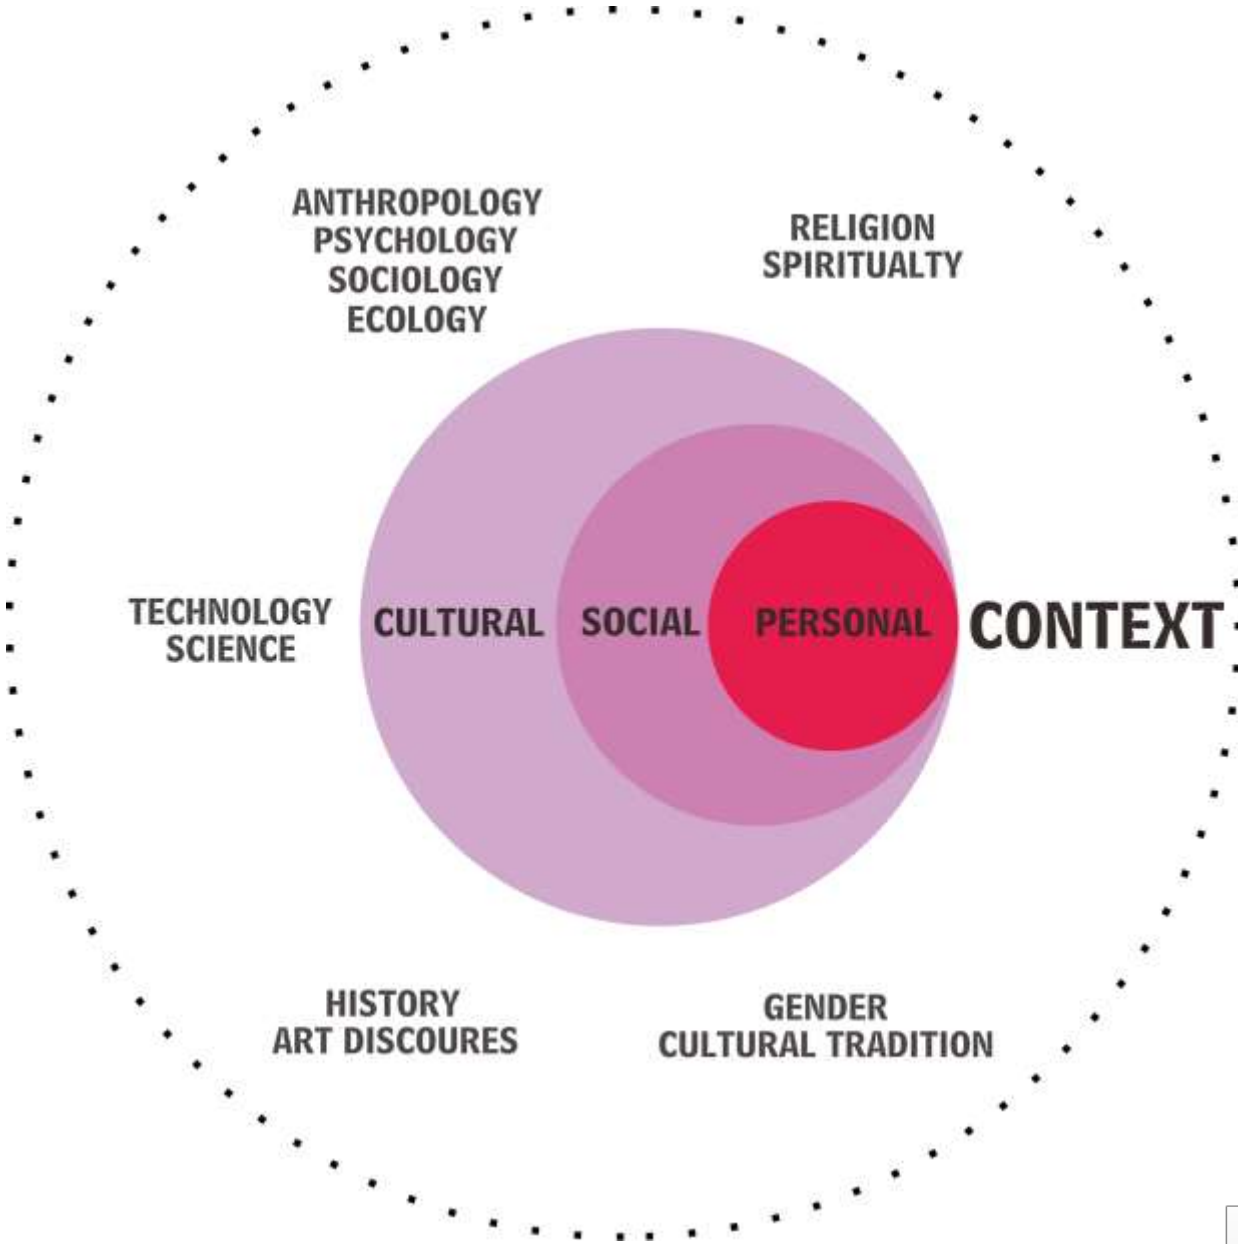 ANTHROPOLOGY
PSYCHOLOGY
SOCIOLOGY
ECOLOGY
RELIGION
SPIRITUALTY
TECHNOLOGY
SCIENCE
CULTURAL
SOCIAL
PERSONAL
CONTEXT
HISTORY
ART DISCOURES
GENDER
CULTURAL TRADITION